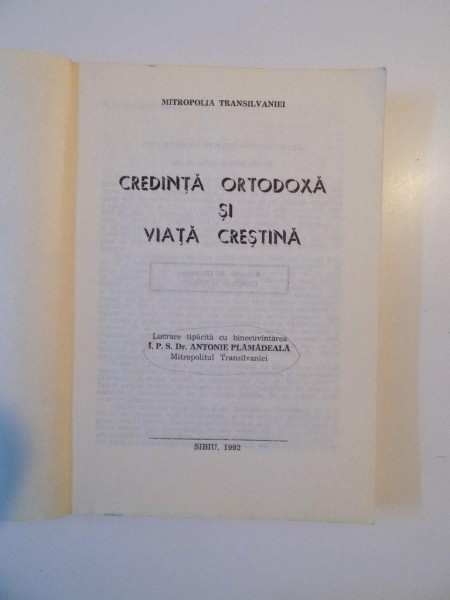 MITROPOLIA TRANSILVANIEI
CREDINȚĂ ORTODOXĂ
ȘI
VIAȚĂ CREȘTINĂ
Lucrare tipărită cu binecuvîntarea
Î. P. S. Dr. ANTONIE PLĂMĂDEALĂ
Mitropolitul Transilvaniei
SIBIU, 1992